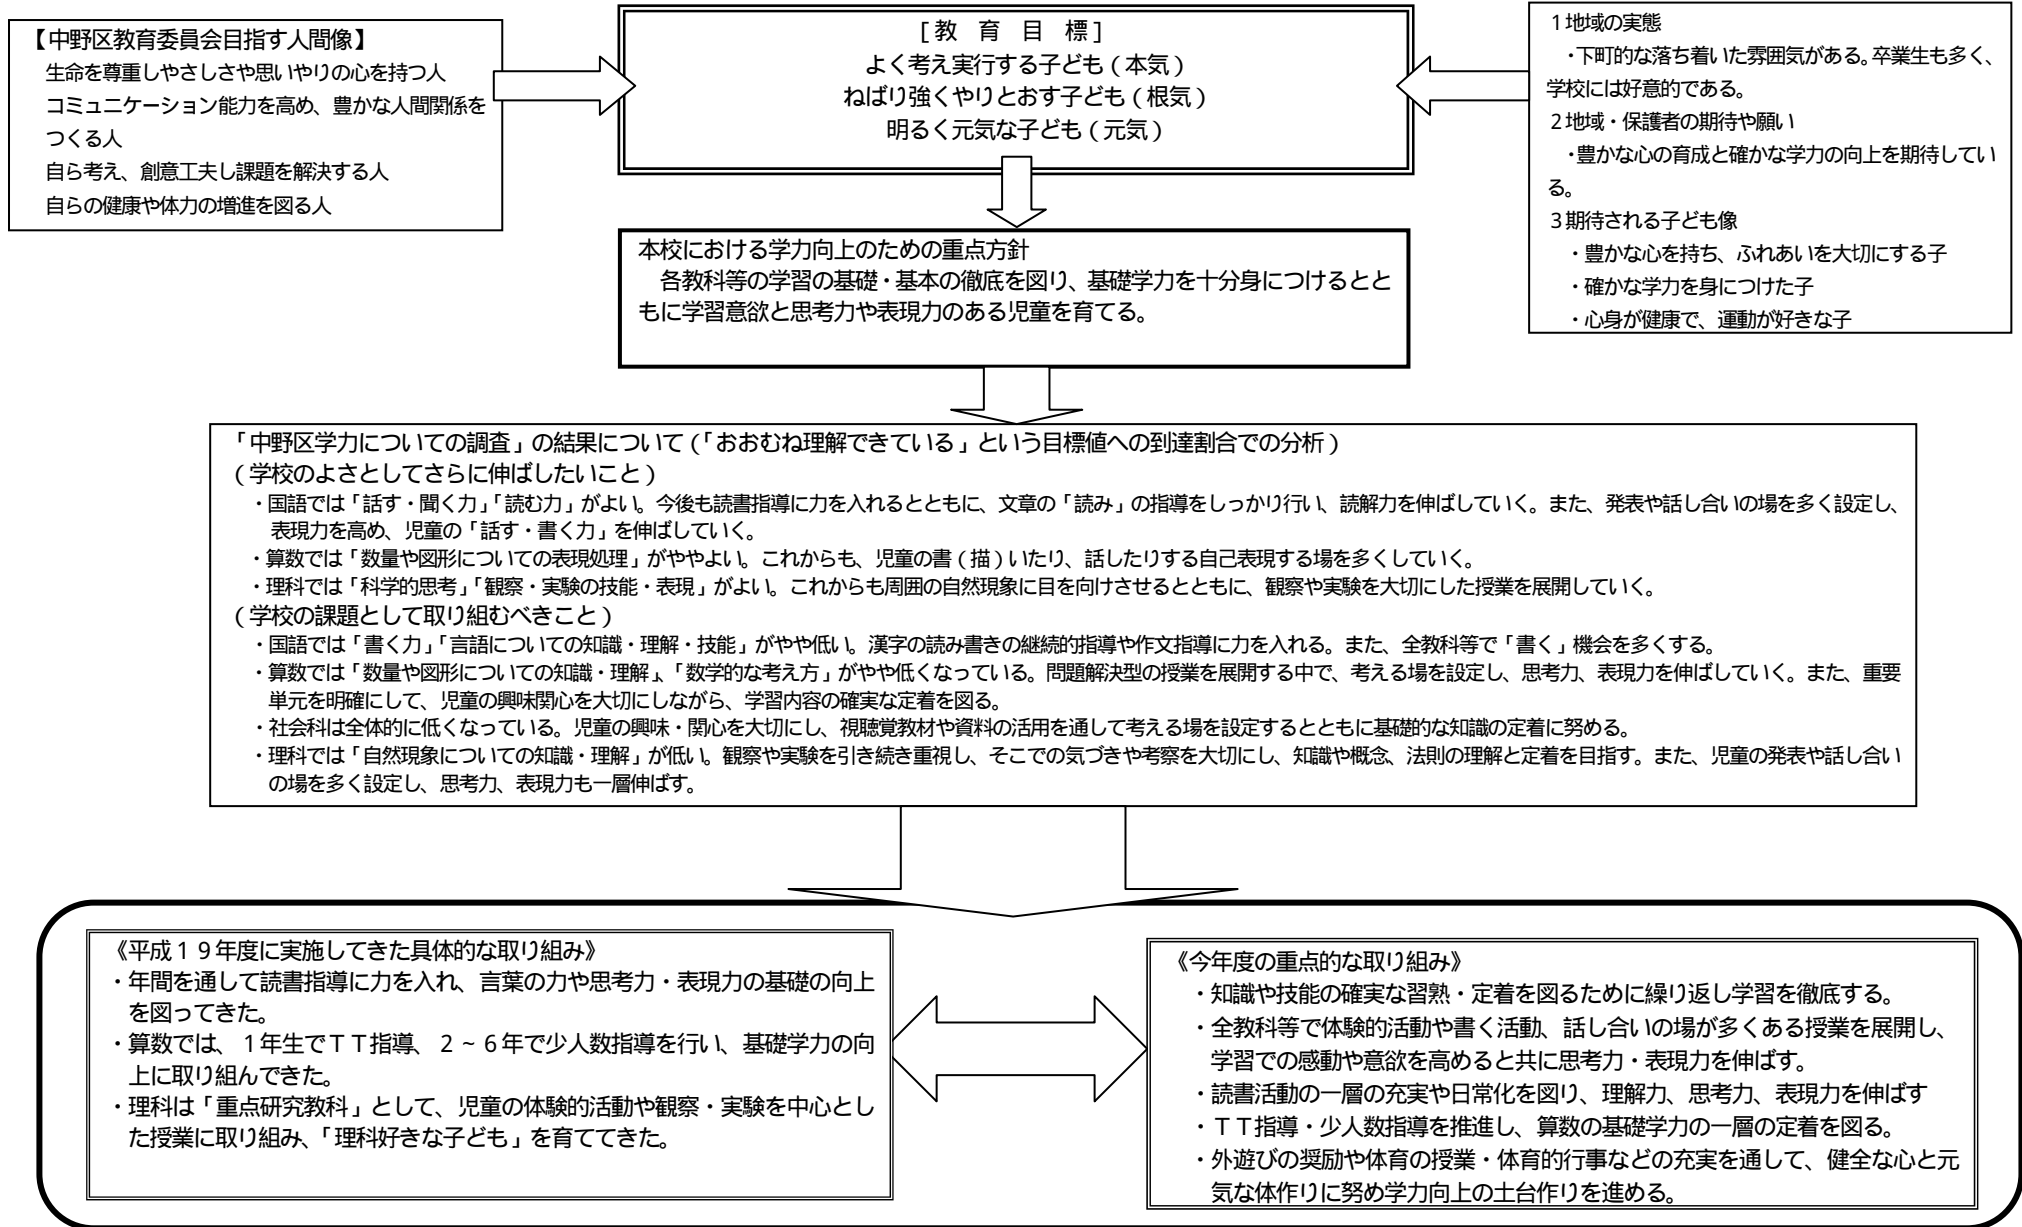 【中野区教育委員会目指す人間像】
生命を尊重しやさしさや思いやりの心を持つ人
コミュニケーション能力を高め、豊かな人間関係を
つくる人
自ら考え、創意工夫し課題を解決する人
自らの健康や体力の増進を図る人
[教 育 目 標]
よく考え実行する子ども(本気)
ねばり強くやりとおす子ども(根気)
明るく元気な子ども(元気)
1地域の実態
・下町的な落ち着いた雰囲気がある。卒業生も多く、
学校には好意的である。
2地域・保護者の期待や願い
・豊かな心の育成と確かな学力の向上を期待してい
る。
3期待される子ども像
・豊かな心を持ち、ふれあいを大切にする子
・確かな学力を身につけた子
・心身が健康で、運動が好きな子
本校における学力向上のための重点方針
各教科等の学習の基礎・基本の徹底を図り、基礎学力を十分身につけるとと
もに学習意欲と思考力や表現力のある児童を育てる。
「中野区学力についての調査」の結果について(「おおむね理解できている」という目標値への到達割合での分析)
(学校のよさとしてさらに伸ばしたいこと)
・国語では「話す・聞く力」「読む力」がよい。今後も読書指導に力を入れるとともに、文章の「読み」の指導をしっかり行い、読解力を伸ばしていく。また、発表や話し合いの場を多く設定し、
表現力を高め、児童の「話す・書く力」を伸ばしていく。
・算数では「数量や図形についての表現処理」がややよい。これからも、児童の書(描)いたり、話したりする自己表現する場を多くしていく。
・理科では「科学的思考」「観察・実験の技能・表現」がよい。これからも周囲の自然現象に目を向けさせるとともに、観察や実験を大切にした授業を展開していく。
(学校の課題として取り組むべきこと)
・国語では「書く力」「言語についての知識・理解・技能」がやや低い。漢字の読み書きの継続的指導や作文指導に力を入れる。また、全教科等で「書く」機会を多くする。
・算数では「数量や図形についての知識・理解」、「数学的な考え方」がやや低くなっている。問題解決型の授業を展開する中で、考える場を設定し、思考力、表現力を伸ばしていく。また、重要
単元を明確にして、児童の興味関心を大切にしながら、学習内容の確実な定着を図る。
・社会科は全体的に低くなっている。児童の興味・関心を大切にし、視聴覚教材や資料の活用を通して考える場を設定するとともに基礎的な知識の定着に努める。
・理科では「自然現象についての知識・理解」が低い。観察や実験を引き続き重視し、そこでの気づきや考察を大切にし、知識や概念、法則の理解と定着を目指す。また、児童の発表や話し合い
の場を多く設定し、思考力、表現力も一層伸ばす。
《平成19年度に実施してきた具体的な取り組み》
・年間を通して読書指導に力を入れ、言葉の力や思考力・表現力の基礎の向上
を図ってきた。
・算数では、1年生でTT指導、2~6年で少人数指導を行い、基礎学力の向
上に取り組んできた。
・理科は「重点研究教科」として、児童の体験的活動や観察・実験を中心とし
た授業に取り組み、「理科好きな子ども」を育ててきた。
《今年度の重点的な取り組み》
・知識や技能の確実な習熟・定着を図るために繰り返し学習を徹底する。
・全教科等で体験的活動や書く活動、話し合いの場が多くある授業を展開し、
学習での感動や意欲を高めると共に思考力・表現力を伸ばす。
・読書活動の一層の充実や日常化を図り、理解力、思考力、表現力を伸ばす
・TT指導・少人数指導を推進し、算数の基礎学力の一層の定着を図る。
・外遊びの奨励や体育の授業・体育的行事などの充実を通して、健全な心と元
気な体作りに努め学力向上の土台作りを進める。